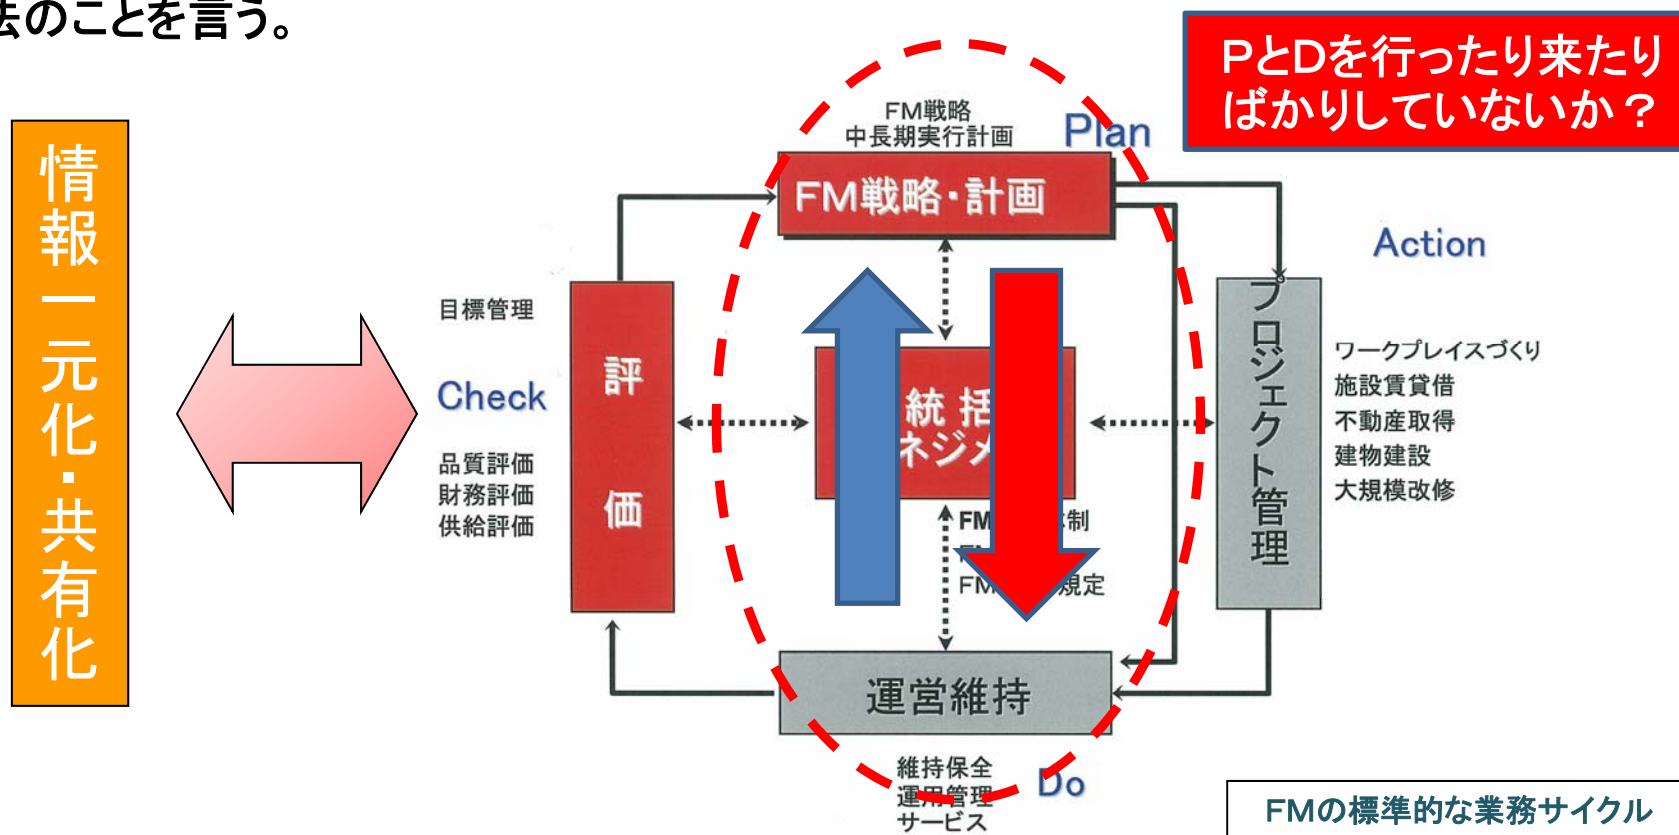 法のことを言う。
PとDを行ったり来たり
ばかりしていないか?
情報一元化・共有化
FM戦略
中長期実行計画
Plan
FM戦略・計画
Action
目標管理
Check
品質評価
財務評価
供給評価
評価
統括
ネジメ
プロジェクト管理
ワークプレイスづくり
施設賃貸借
不動産取得
建物建設
大規模改修
FM
制
FM
規定
運営維持
維持保全
運用管理
サービス
Do
FMの標準的な業務サイクル